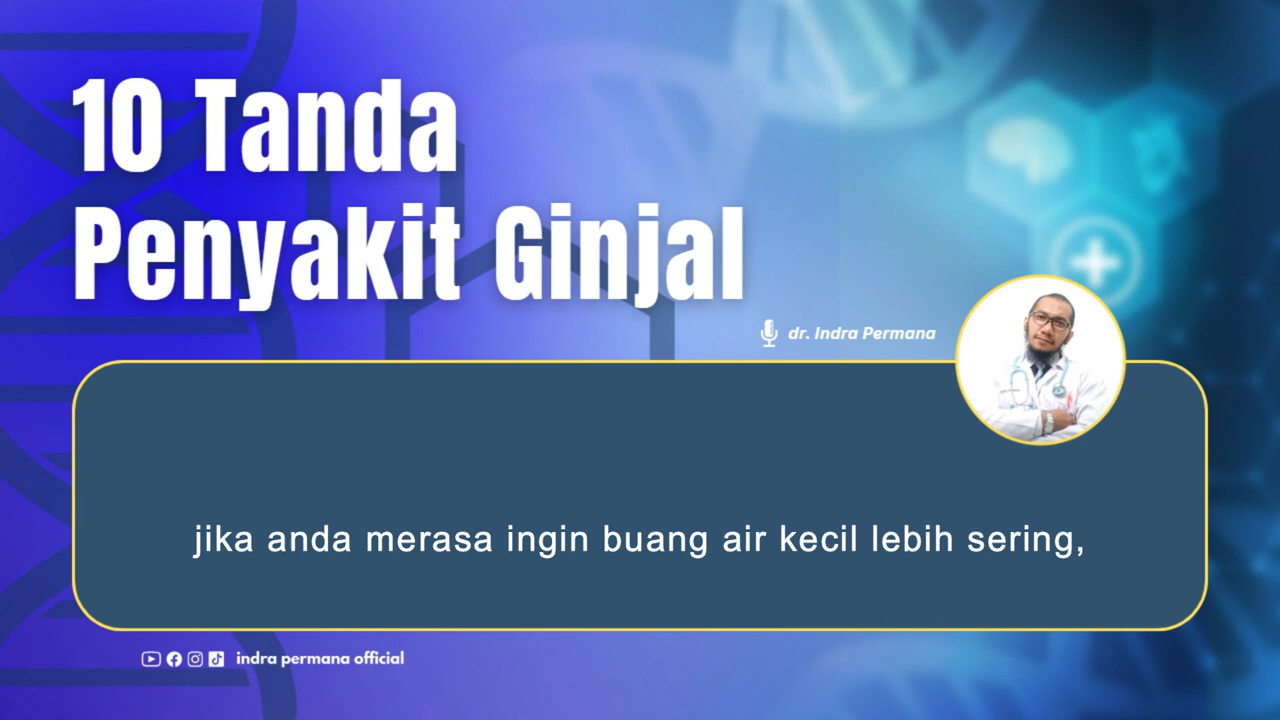 10 Tanda
Penyakit Ginjal
dr. Indra Permana
jika anda merasa ingin buang air kecil lebih sering,
indra permana official